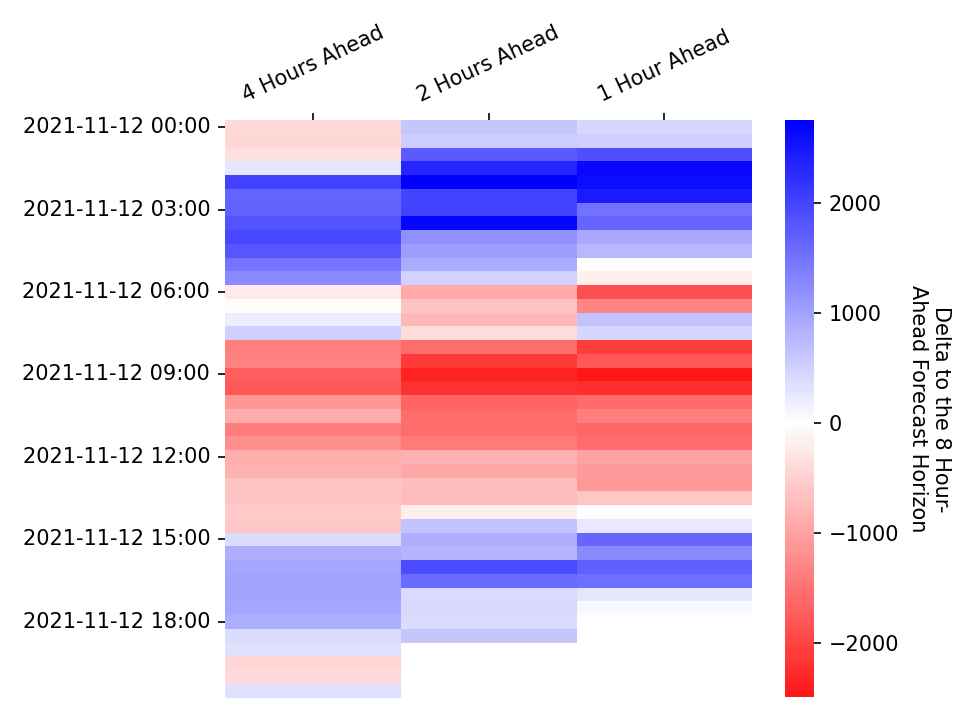 4 Hours Ahead
2 Hours Ahead
1 Hour Ahead
2021-11-12 00:00
2021-11-12 03:00
2021-11-12 06:00
2021-11-12 09:00
2021-11-12 12:00
2021-11-12 15:00
2021-11-12 18:00
2000
1000
0
−1000
−2000
Delta to the 8 Hour-
Ahead Forecast Horizon